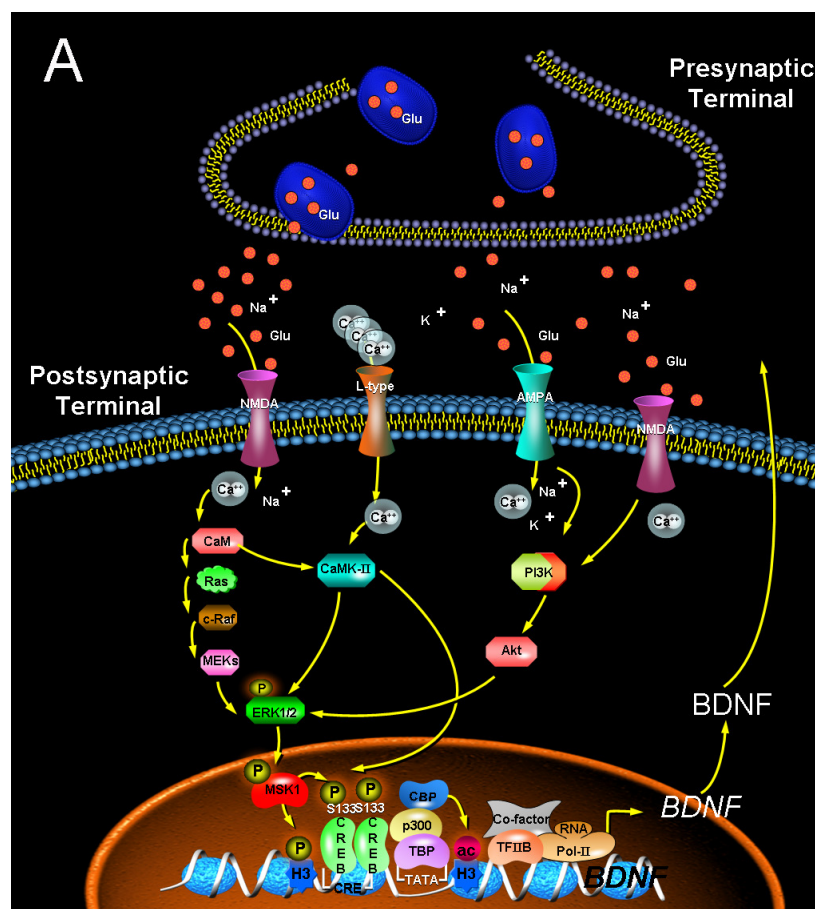 A
Presynaptic
Terminal
Glu
Glu
Na+
K+
Na+
Na+
Glu
Glu
Glu
Ca++
Ca++
Ca++
Postsynaptic
Terminal
NMDA
L-type
AMPA
NMDA
Ca++
Na+
Ca++
Ca++
Na+
K+
Ca++
CaM
CaMK-II
PI3K
Ras
c-Raf
MEKs
Akt
P
ERK1/2
BDNF
P
MSK1
P
P
S133
S133
CBP
Co-factor
BDNF
P
CREB
CREB
p300
RNA
TBP
ac
TFIIB
Pol-II
H3
CRE
TATA
H3
BDNF